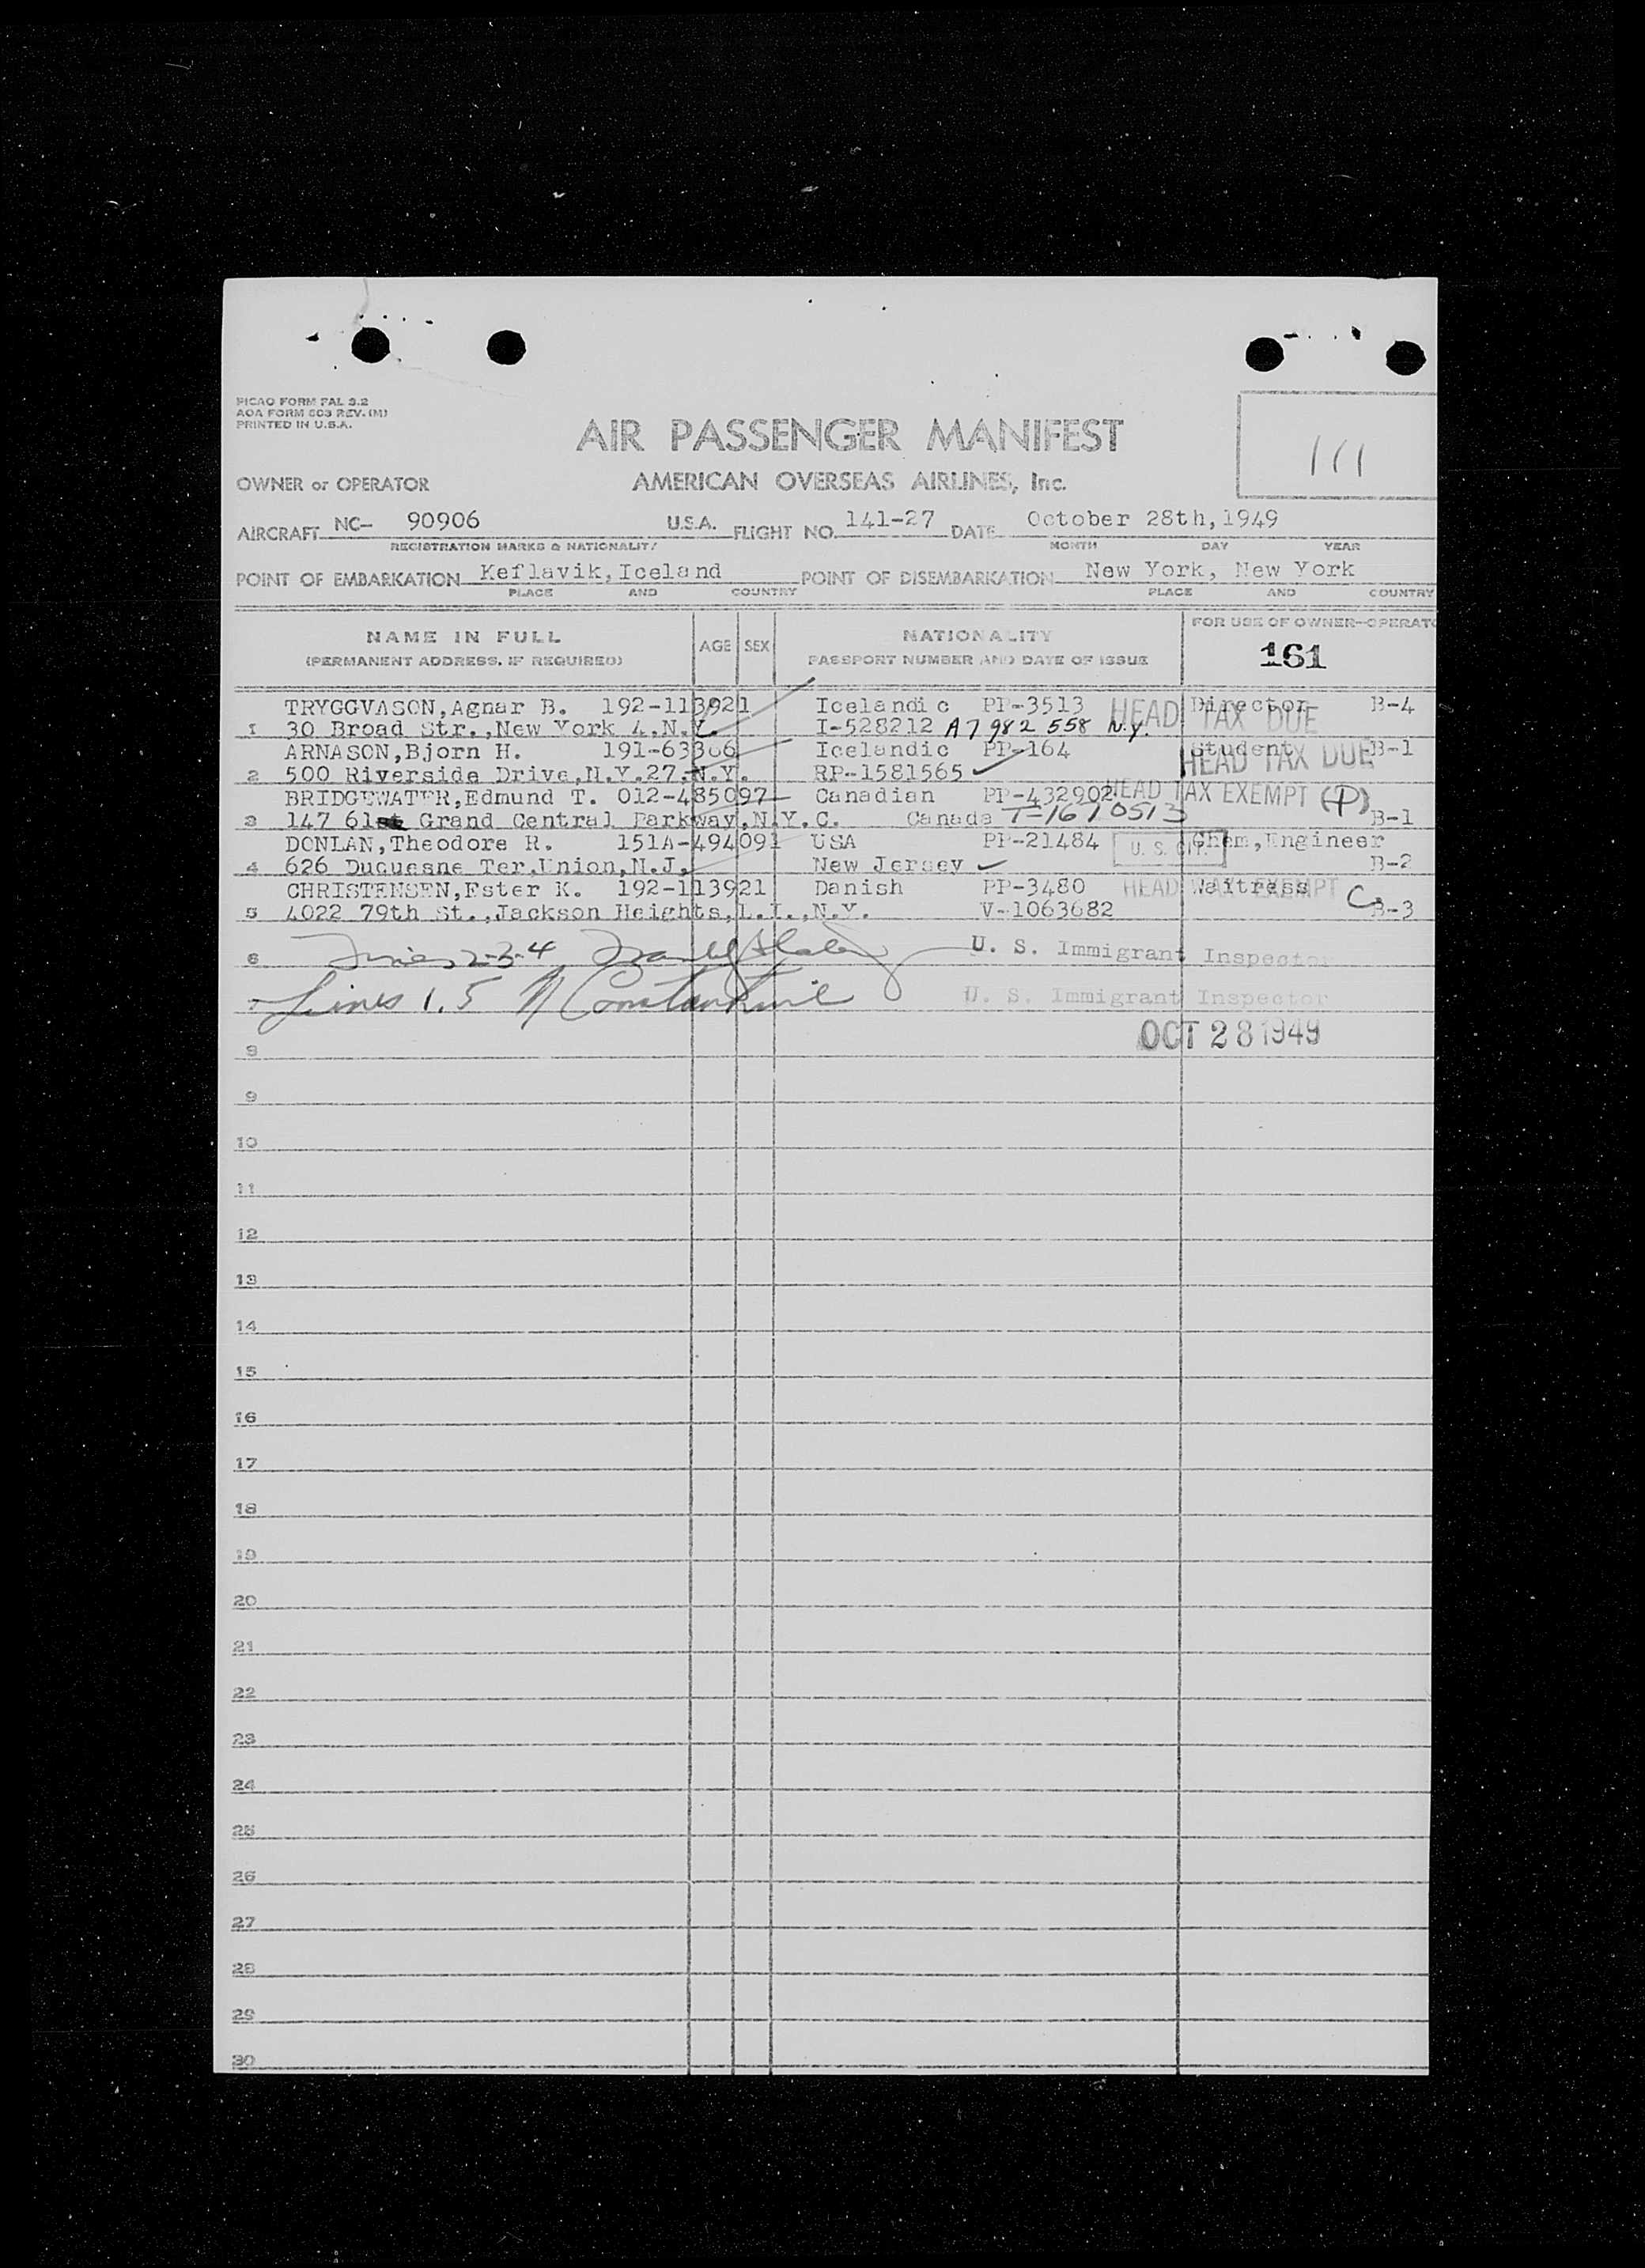 PICAO FORM FAL 3.2
AOA FORM 503 REV. (M)
PRINTED IN U.S.A.
AIR PASSENGER MANIFEST
111
OWNER or OPERATOR AMERICAN OVERSEAS AIRLINES, Inc.
AIRCRAFT NC- 90906 U.S.A. FLIGHT NO. 141-27 DATE October 28th,1949
REGISTRATION MARKS & NATIONALITY MONTH DAY YEAR
POINT OF EMBARKATION Keflavik,Iceland POINT OF DISEMBARKATION New York, New York
PLACE AND COUNTRY PLACE AND COUNTRY
NAME IN FULL AGE SEX NATIONALITY FOR USE OF OWNER-OPERATO
(PERMANENT ADDRESS, IF REQUIRED) PASSPORT NUMBER AND DATE OF ISSUE 161
TRYGGVASON,Agnar B. 192-113921 Icelandic PP-3513 HEAD TAX DUE Director B-4
1 30 Broad Str.,New York 4.N.Y. I-528212 A7 982 558 N.Y.
ARNASON,Bjorn H. 191-63306 Icelandic PP-164 HEAD TAX DUE Student B-1
2 500 Riverside Drive,N.Y.27,N.Y. RP-1581565
BRIDGEWATER,Edmund T. 012-485097 Canadian PP-432902 HEAD TAX EXEMPT (P)
3 147 61st Grand Central Parkway,N.Y.C. Canada T-1610513 B-1
DONLAN,Theodore R. 151A-494091 USA PP-21484 U. S. CIT. Chem,Engineer
4 626 Duquesne Ter.Union,N.J. New Jersey B-2
CHRISTENSEN,Ester K. 192-113921 Danish PP-3480 HEAD TAX EXEMPT Waitress C.
5 4022 79th St.,Jackson Heights,L.I.,N.Y. V-1063682 B-3
6 Lines 2-3-4 U. S. Immigrant Inspector
7 Lines 1.5 N Constantine U. S. Immigrant Inspector
OCT 28 1949
9
9
10
11
12
13
14
15
16
17
18
19
20
21
22
23
24
25
26
27
28
29
30